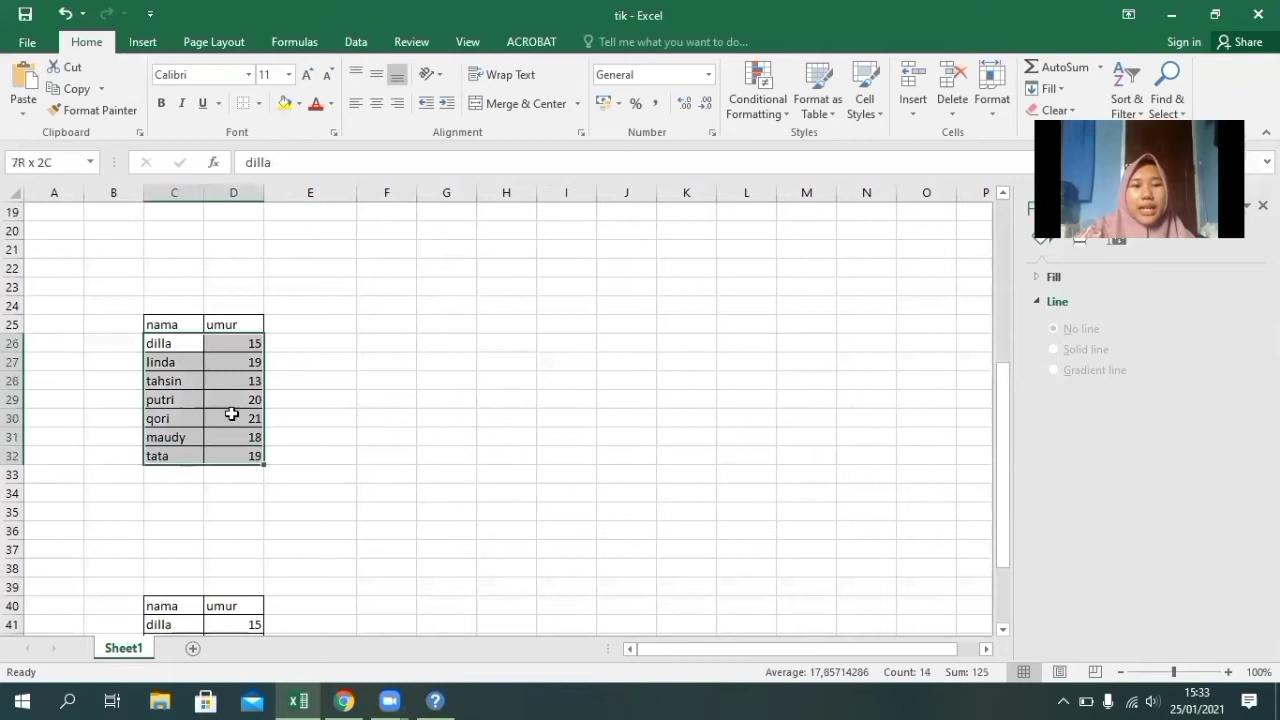 tik - Excel
File Home Insert Page Layout Formulas Data Review View ACROBAT Tell me what you want to do... Sign in Share
Paste
Cut
Copy
Format Painter
Clipboard
Calibri 11
B I U
Font
Wrap Text
Merge & Center
Alignment
General
%
Number
Conditional Formatting
Format as Table
Cell Styles
Styles
Insert
Delete
Format
Cells
AutoSum
Fill
Clear
Sort & Filter
Find & Select
7R x 2C fx dilla
A B C D E F G H I J K L M N O P
19
20
21
22
23
24
25 nama umur
26 dilla 15
27 linda 19
28 tahsin 13
29 putri 20
30 qori 21
31 maudy 18
32 tata 19
33
34
35
36
37
38
39
40 nama umur
41 dilla 15
Fill
Line
No line
Solid line
Gradient line
Sheet1
Ready Average: 17,85714286 Count: 14 Sum: 125 100%
15:33
25/01/2021